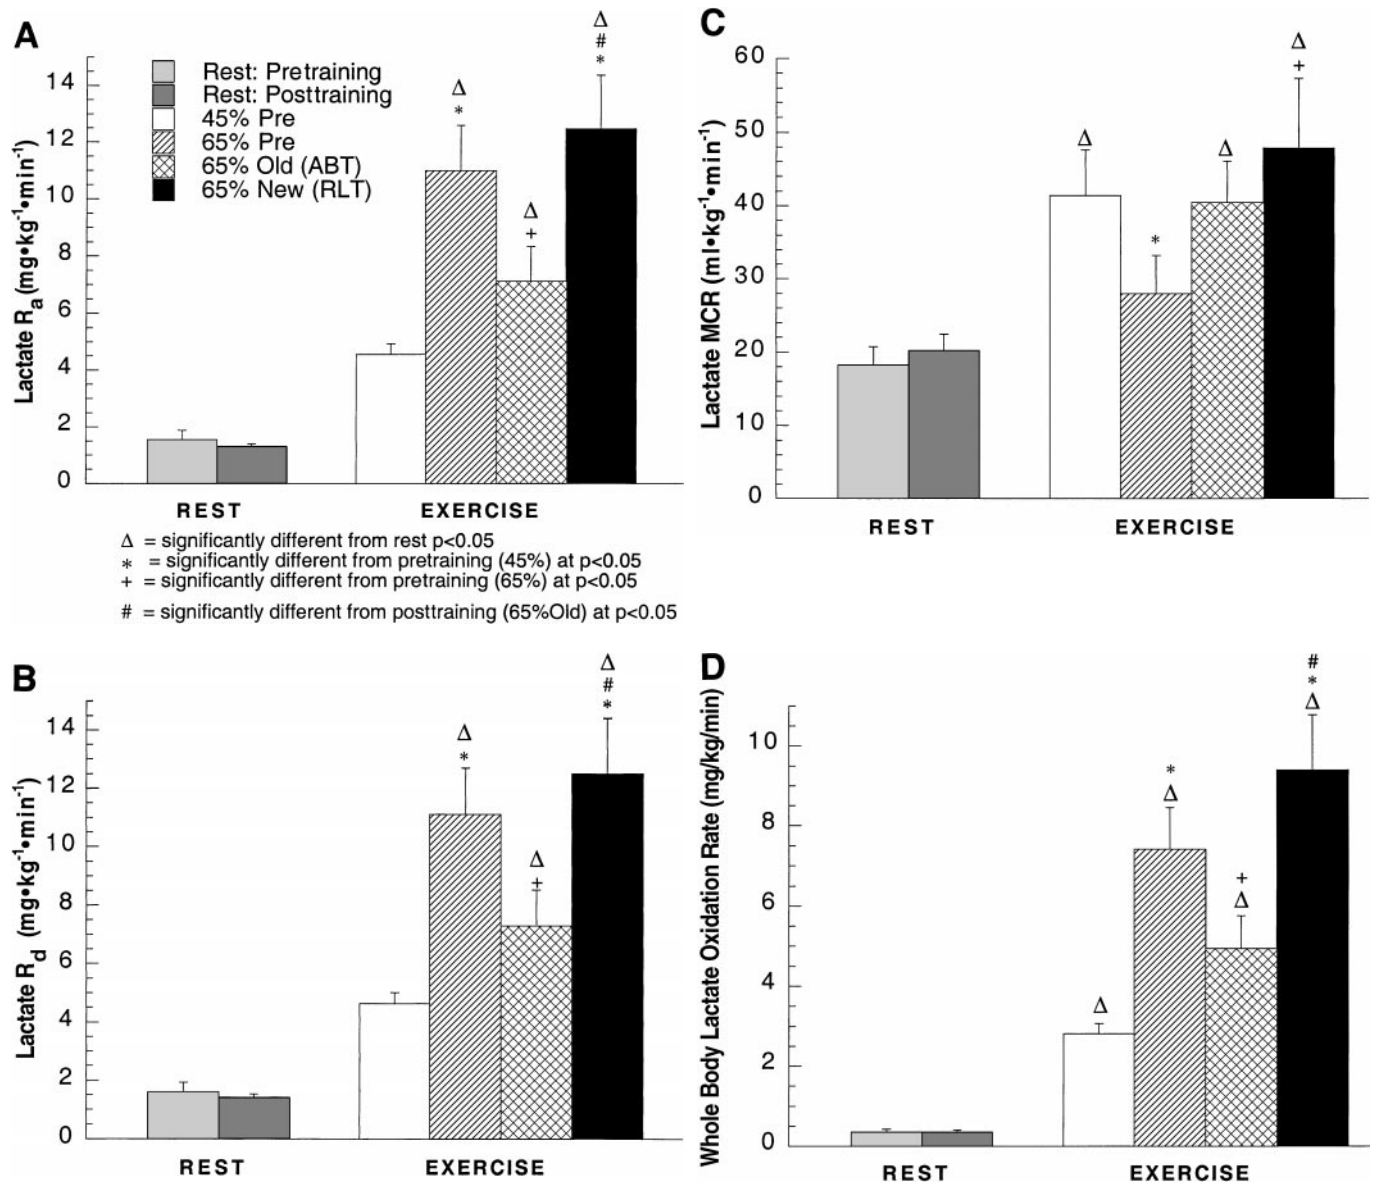 A
Lactate Ra (mg•kg-1•min-1)
14
12
10
8
6
4
2
0
Rest: Pretraining
Rest: Posttraining
45% Pre
65% Pre
65% Old (ABT)
65% New (RLT)
Δ
*
Δ
+
Δ
#
*
REST
EXERCISE
Δ = significantly different from rest p<0.05
* = significantly different from pretraining (45%) at p<0.05
+ = significantly different from pretraining (65%) at p<0.05
# = significantly different from posttraining (65%Old) at p<0.05
C
Lactate MCR (ml•kg-1•min-1)
60
50
40
30
20
10
0
Δ
*
Δ
Δ
+
REST
EXERCISE
B
Lactate Rd (mg•kg-1•min-1)
14
12
10
8
6
4
2
0
Δ
*
Δ
+
Δ
#
*
REST
EXERCISE
D
Whole Body Lactate Oxidation Rate (mg/kg/min)
10
8
6
4
2
0
Δ
*
Δ
+
Δ
#
*
Δ
REST
EXERCISE